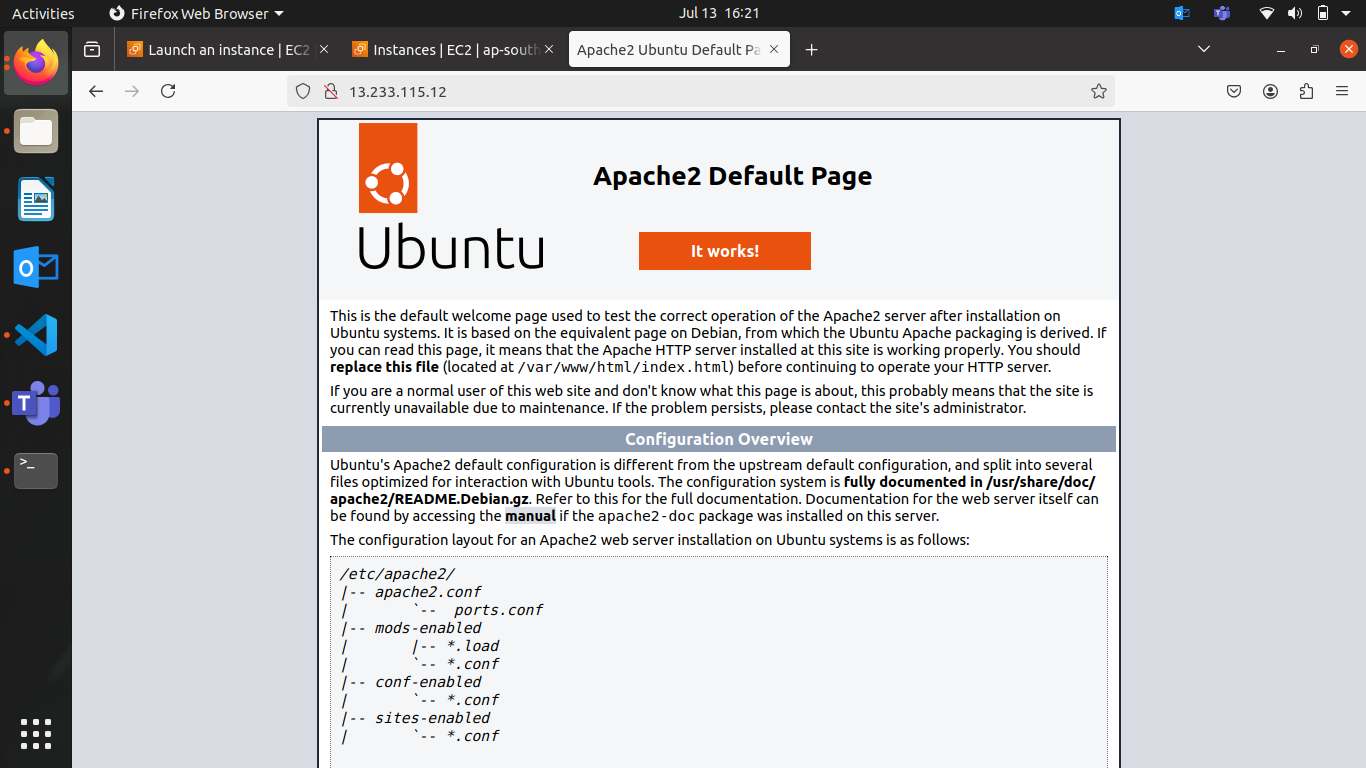 Activities
Firefox Web Browser
Jul 13 16:21
Launch an instance | EC2
Instances | EC2 | ap-south
Apache2 Ubuntu Default Pa
13.233.115.12
Apache2 Default Page
Ubuntu
It works!
This is the default welcome page used to test the correct operation of the Apache2 server after installation on
Ubuntu systems. It is based on the equivalent page on Debian, from which the Ubuntu Apache packaging is derived. If
you can read this page, it means that the Apache HTTP server installed at this site is working properly. You should
replace this file (located at /var/www/html/index.html) before continuing to operate your HTTP server.
If you are a normal user of this web site and don't know what this page is about, this probably means that the site is
currently unavailable due to maintenance. If the problem persists, please contact the site's administrator.
Configuration Overview
Ubuntu's Apache2 default configuration is different from the upstream default configuration, and split into several
files optimized for interaction with Ubuntu tools. The configuration system is fully documented in /usr/share/doc/
apache2/README.Debian.gz. Refer to this for the full documentation. Documentation for the web server itself can
be found by accessing the manual if the apache2-doc package was installed on this server.
The configuration layout for an Apache2 web server installation on Ubuntu systems is as follows:
/etc/apache2/
|-- apache2.conf
|       `--  ports.conf
|-- mods-enabled
|       |-- *.load
|       `-- *.conf
|-- conf-enabled
|       `-- *.conf
|-- sites-enabled
|       `-- *.conf